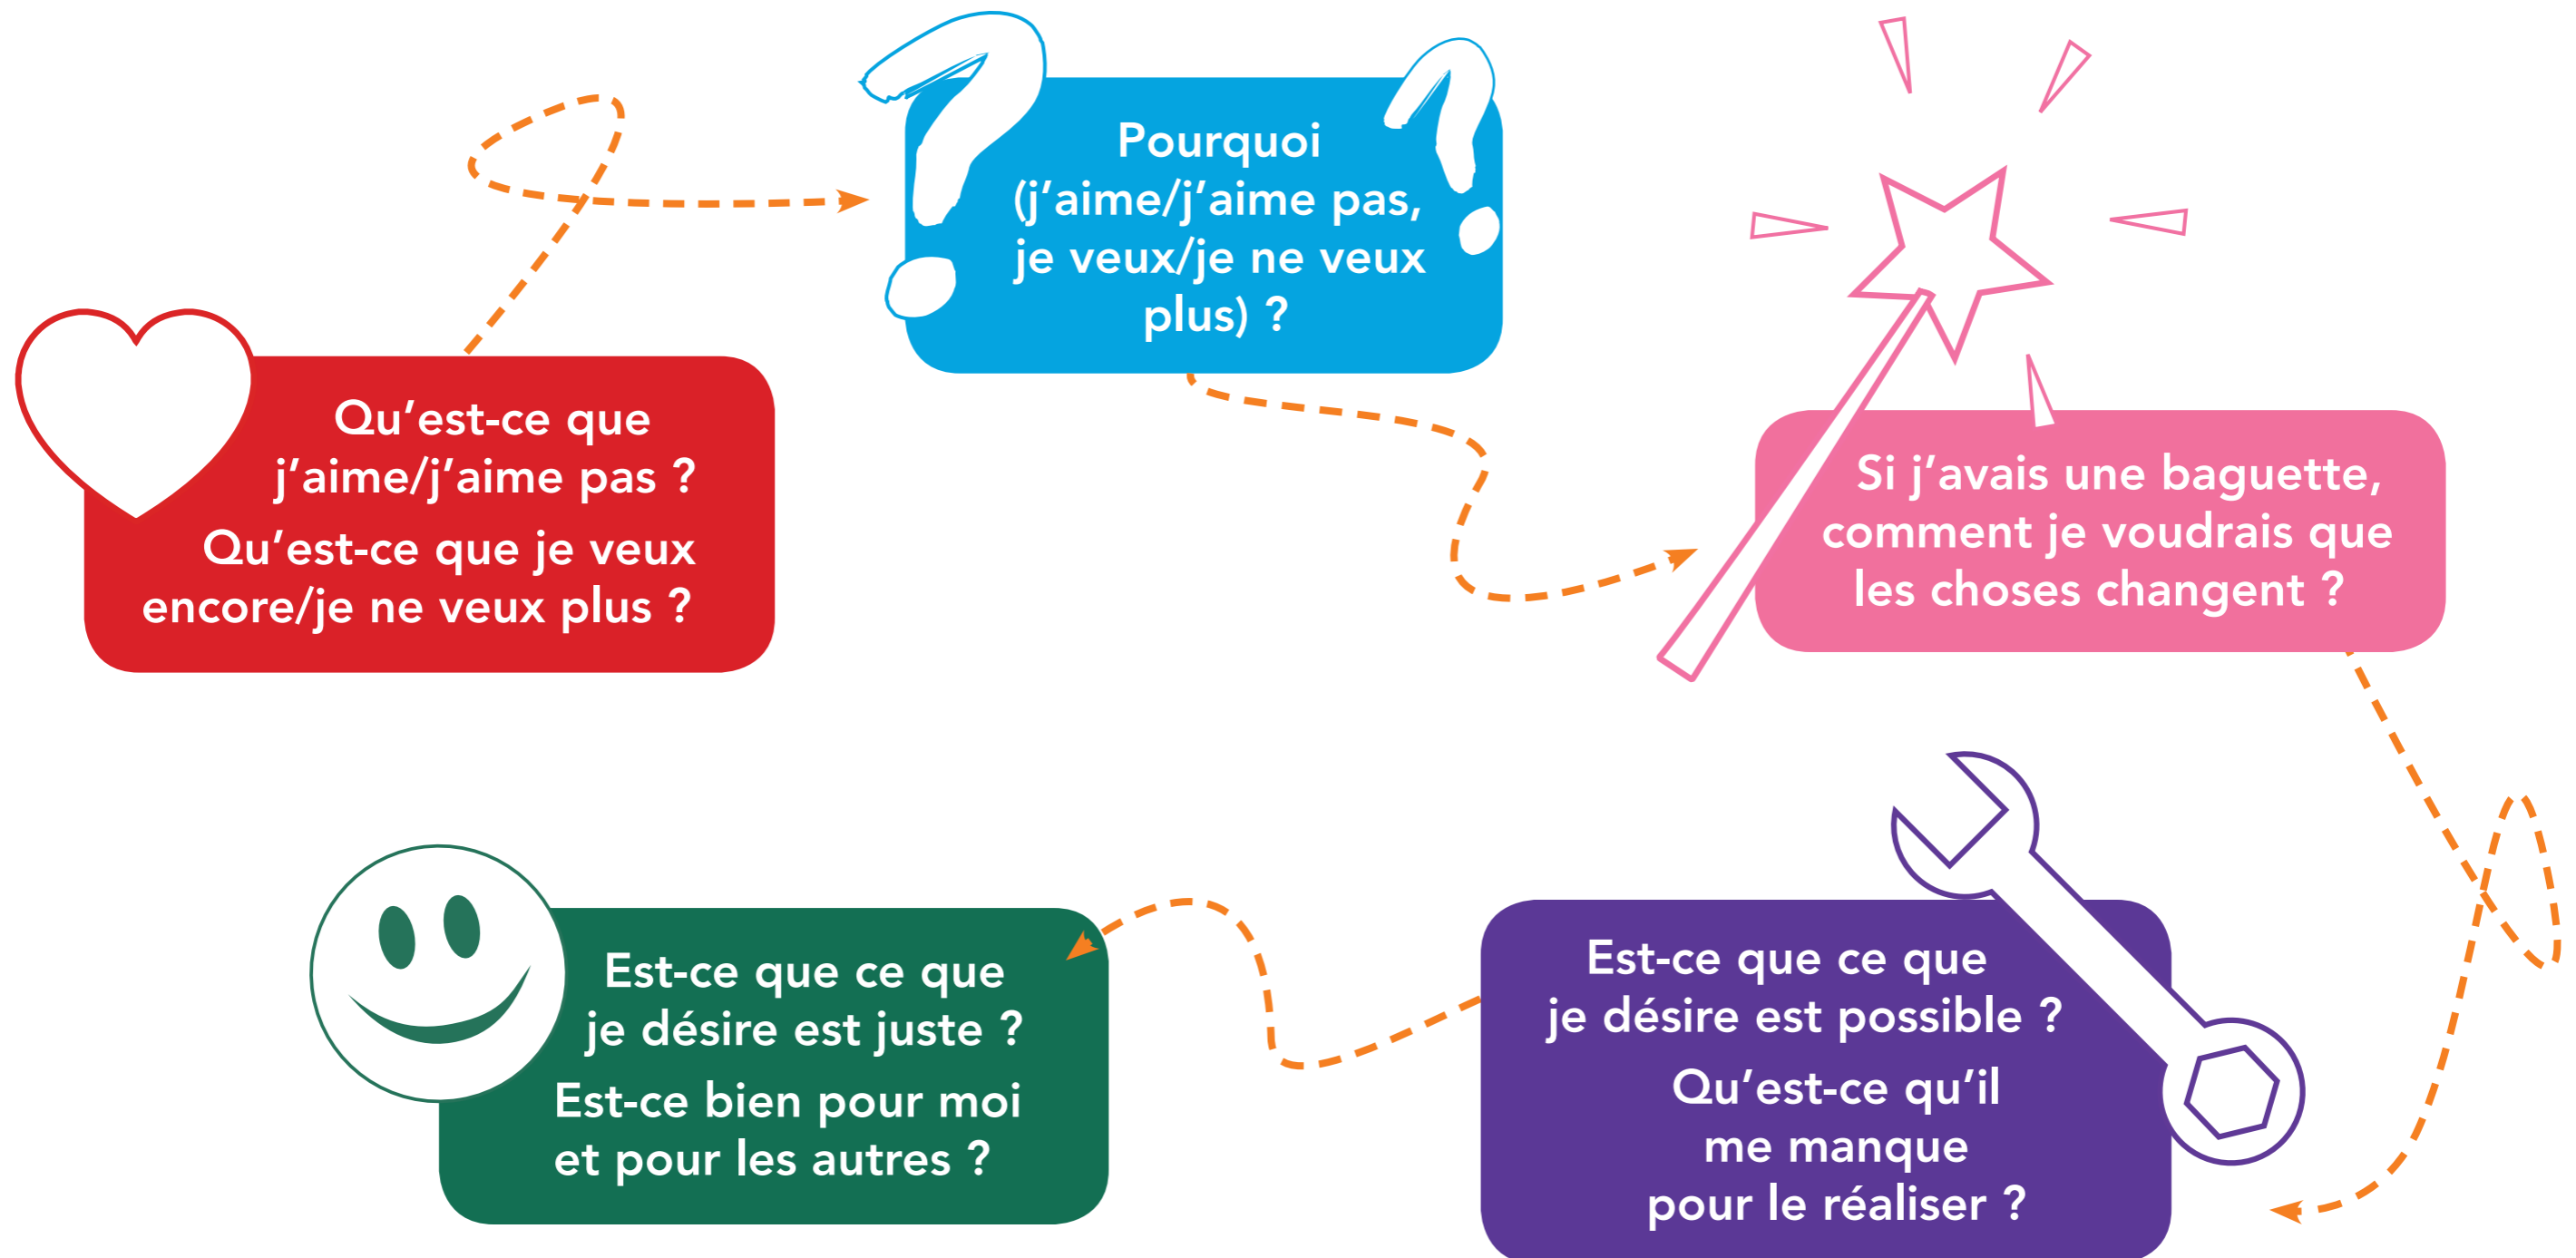 Qu’est-ce que
j’aime/j’aime pas ?
Qu’est-ce que je veux
encore/je ne veux plus ?
Pourquoi
(j’aime/j’aime pas,
je veux/je ne veux
plus) ?
Si j’avais une baguette,
comment je voudrais que
les choses changent ?
Est-ce que ce que
je désire est possible ?
Qu’est-ce qu’il
me manque
pour le réaliser ?
Est-ce que ce que
je désire est juste ?
Est-ce bien pour moi
et pour les autres ?